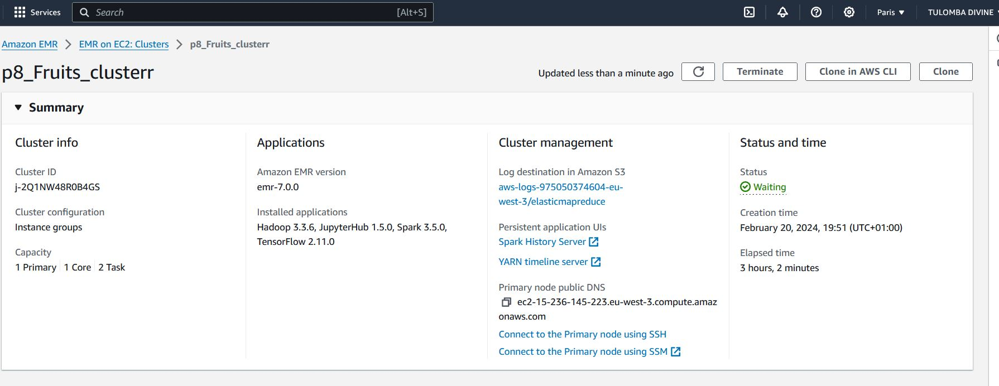 Services
Search [Alt+S]
Paris ▼
TULOMBA DIVINE
Amazon EMR > EMR on EC2: Clusters > p8_Fruits_clusterr
p8_Fruits_clusterr
Updated less than a minute ago
Terminate
Clone in AWS CLI
Clone
▼ Summary
Cluster info
Cluster ID
j-2Q1NW48R0B4GS
Cluster configuration
Instance groups
Capacity
1 Primary 1 Core 2 Task
Applications
Amazon EMR version
emr-7.0.0
Installed applications
Hadoop 3.3.6, JupyterHub 1.5.0, Spark 3.5.0,
TensorFlow 2.11.0
Cluster management
Log destination in Amazon S3
aws-logs-975050374604-eu-
west-3/elasticmapreduce
Persistent application UIs
Spark History Server
YARN timeline server
Primary node public DNS
ec2-15-236-145-223.eu-west-3.compute.amaz
onaws.com
Connect to the Primary node using SSH
Connect to the Primary node using SSM
Status and time
Status
Waiting
Creation time
February 20, 2024, 19:51 (UTC+01:00)
Elapsed time
3 hours, 2 minutes